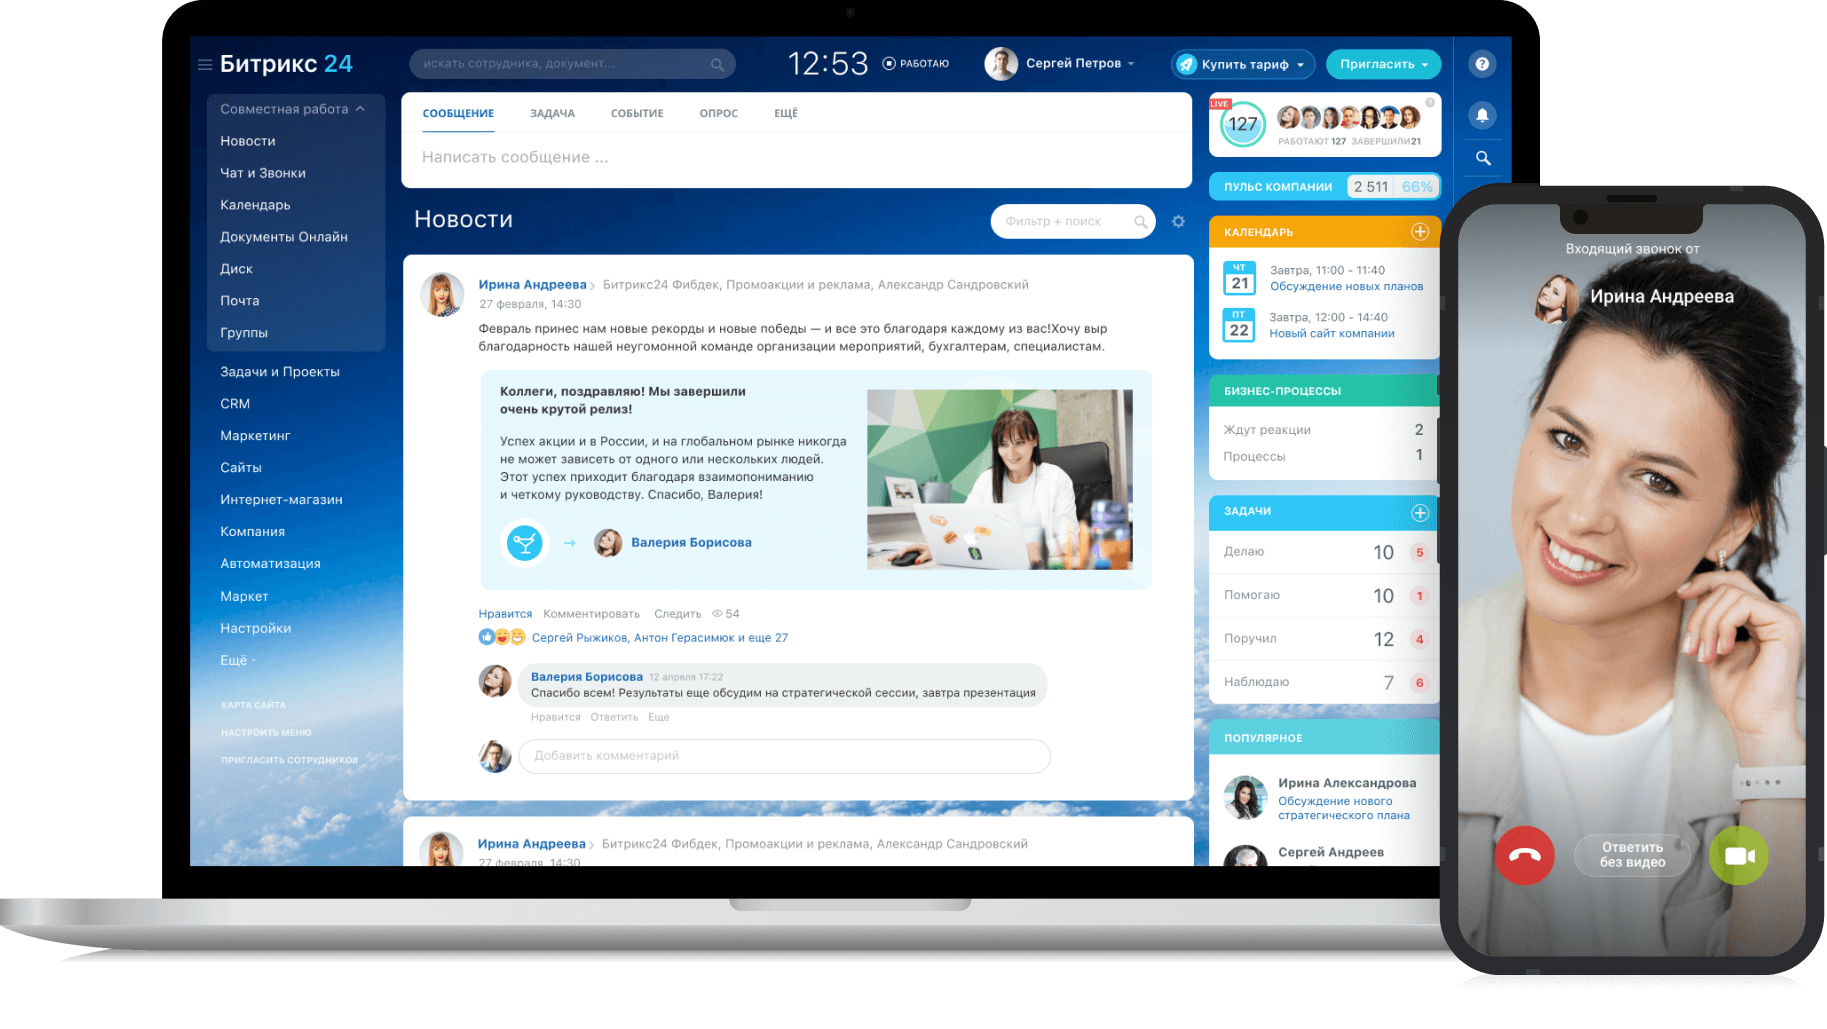 Битрикс 24
искать сотрудника, документ...
12:53
РАБОТАЮ
Сергей Петров
Купить тариф
Пригласить
?
Совместная работа
Новости
Чат и Звонки
Календарь
Документы Онлайн
Диск
Почта
Группы
Задачи и Проекты
CRM
Маркетинг
Сайты
Интернет-магазин
Компания
Автоматизация
Маркет
Настройки
Ещё -
КАРТА САЙТА
НАСТРОИТЬ МЕНЮ
ПРИГЛАСИТЬ СОТРУДНИКОВ
СООБЩЕНИЕ
ЗАДАЧА
СОБЫТИЕ
ОПРОС
ЕЩЁ
Написать сообщение ...
Новости
Фильтр + поиск
Ирина Андреева > Битрикс24 Фибдек, Промоакции и реклама, Александр Сандровский
27 февраля, 14:30
Февраль принес нам новые рекорды и новые победы — и все это благодаря каждому из вас!Хочу выр
благодарность нашей неугомонной команде организации мероприятий, бухгалтерам, специалистам.
Коллеги, поздравляю! Мы завершили
очень крутой релиз!
Успех акции и в России, и на глобальном рынке никогда
не может зависеть от одного или нескольких людей.
Этот успех приходит благодаря взаимопониманию
и четкому руководству. Спасибо, Валерия!
Валерия Борисова
Нравится Комментировать Следить 54
Сергей Рыжиков, Антон Герасимюк и еще 27
Валерия Борисова 12 апреля 17:22
Спасибо всем! Результаты еще обсудим на стратегической сессии, завтра презентация
Нравится Ответить Еще
Добавить комментарий
Ирина Андреева > Битрикс24 Фибдек, Промоакции и реклама, Александр Сандровский
27 февраля, 14:30
LIVE
127
?
РАБОТАЮТ 127 ЗАВЕРШИЛИ 21
ПУЛЬС КОМПАНИИ 2 511 66%
КАЛЕНДАРЬ
ЧТ
21
Завтра, 11:00 - 11:40
Обсуждение новых планов
ПТ
22
Завтра, 12:00 - 14:40
Новый сайт компании
БИЗНЕС-ПРОЦЕССЫ
Ждут реакции 2
Процессы 1
ЗАДАЧИ
Делаю 10 5
Помогаю 10 1
Поручил 12 4
Наблюдаю 7 6
ПОПУЛЯРНОЕ
Ирина Александрова
Обсуждение нового
стратегического плана
Сергей Андреев
Входящий звонок от
Ирина Андреева
Ответить
без видео